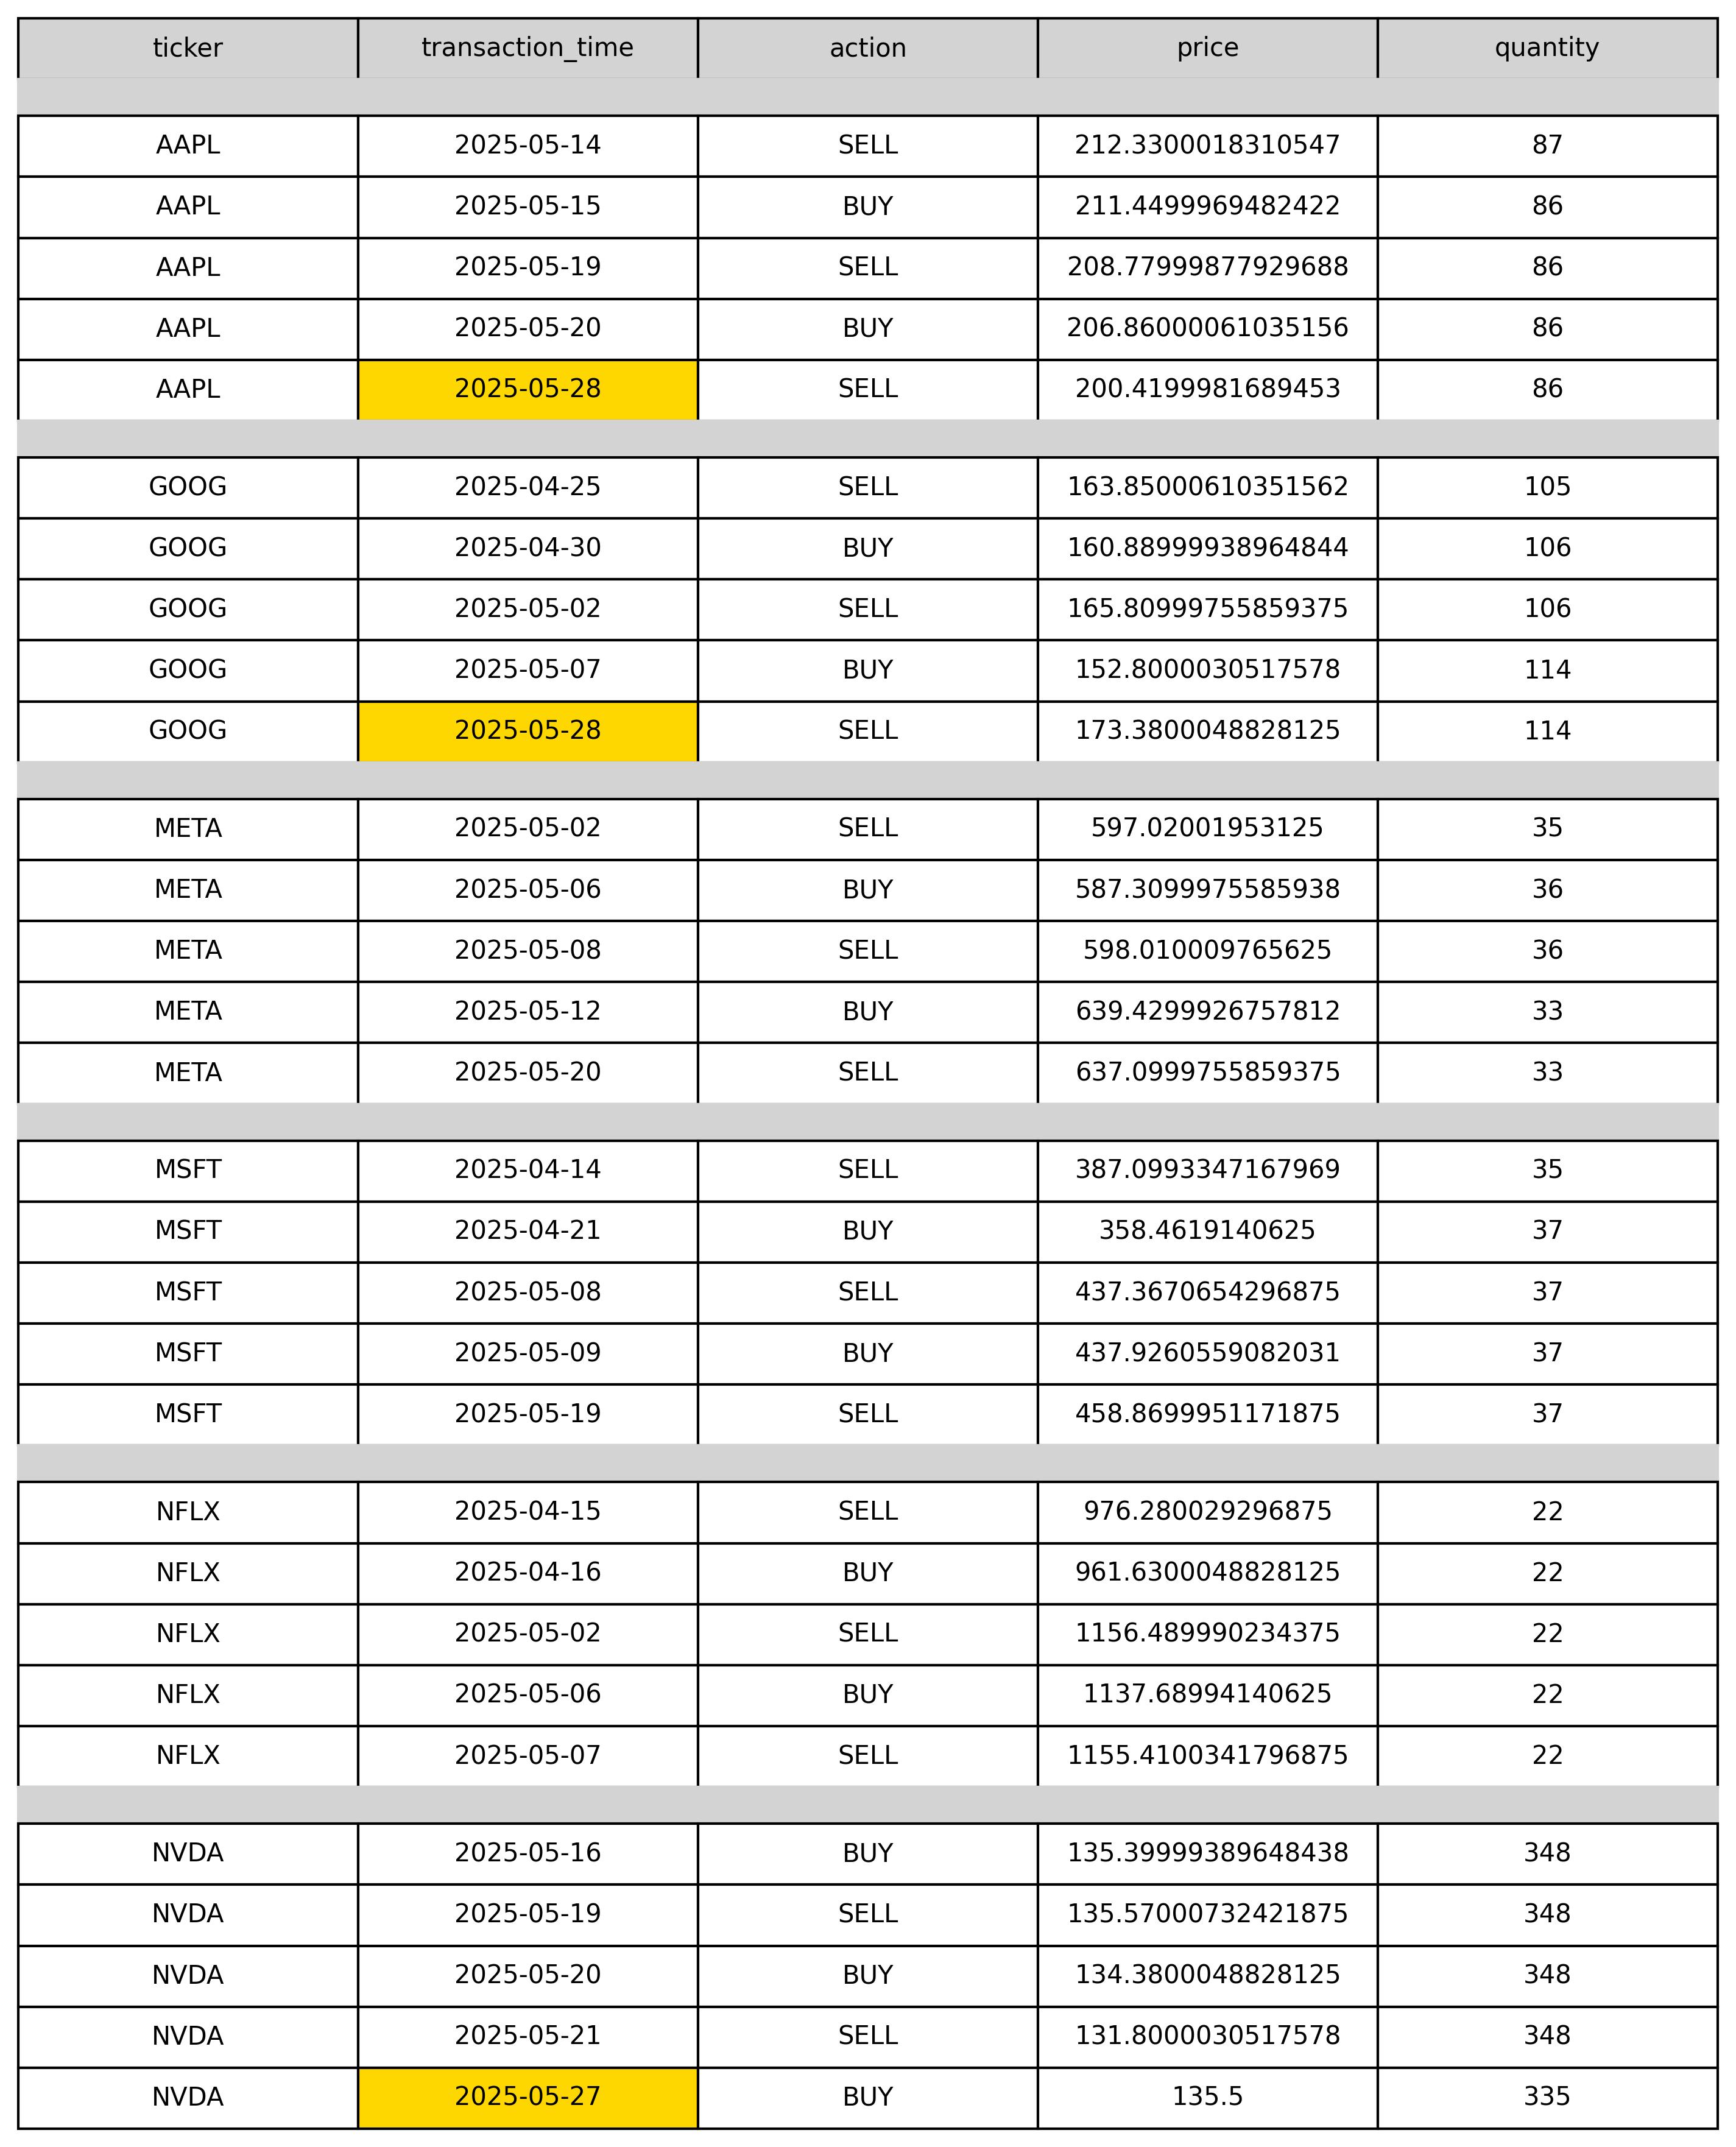 ticker transaction_time action price quantity
AAPL 2025-05-14 SELL 212.3300018310547 87
AAPL 2025-05-15 BUY 211.4499969482422 86
AAPL 2025-05-19 SELL 208.77999877929688 86
AAPL 2025-05-20 BUY 206.86000061035156 86
AAPL 2025-05-28 SELL 200.4199981689453 86
GOOG 2025-04-25 SELL 163.85000610351562 105
GOOG 2025-04-30 BUY 160.88999938964844 106
GOOG 2025-05-02 SELL 165.80999755859375 106
GOOG 2025-05-07 BUY 152.8000030517578 114
GOOG 2025-05-28 SELL 173.3800048828125 114
META 2025-05-02 SELL 597.02001953125 35
META 2025-05-06 BUY 587.3099975585938 36
META 2025-05-08 SELL 598.010009765625 36
META 2025-05-12 BUY 639.4299926757812 33
META 2025-05-20 SELL 637.0999755859375 33
MSFT 2025-04-14 SELL 387.0993347167969 35
MSFT 2025-04-21 BUY 358.4619140625 37
MSFT 2025-05-08 SELL 437.3670654296875 37
MSFT 2025-05-09 BUY 437.9260559082031 37
MSFT 2025-05-19 SELL 458.8699951171875 37
NFLX 2025-04-15 SELL 976.280029296875 22
NFLX 2025-04-16 BUY 961.6300048828125 22
NFLX 2025-05-02 SELL 1156.489990234375 22
NFLX 2025-05-06 BUY 1137.68994140625 22
NFLX 2025-05-07 SELL 1155.4100341796875 22
NVDA 2025-05-16 BUY 135.39999389648438 348
NVDA 2025-05-19 SELL 135.57000732421875 348
NVDA 2025-05-20 BUY 134.3800048828125 348
NVDA 2025-05-21 SELL 131.8000030517578 348
NVDA 2025-05-27 BUY 135.5 335